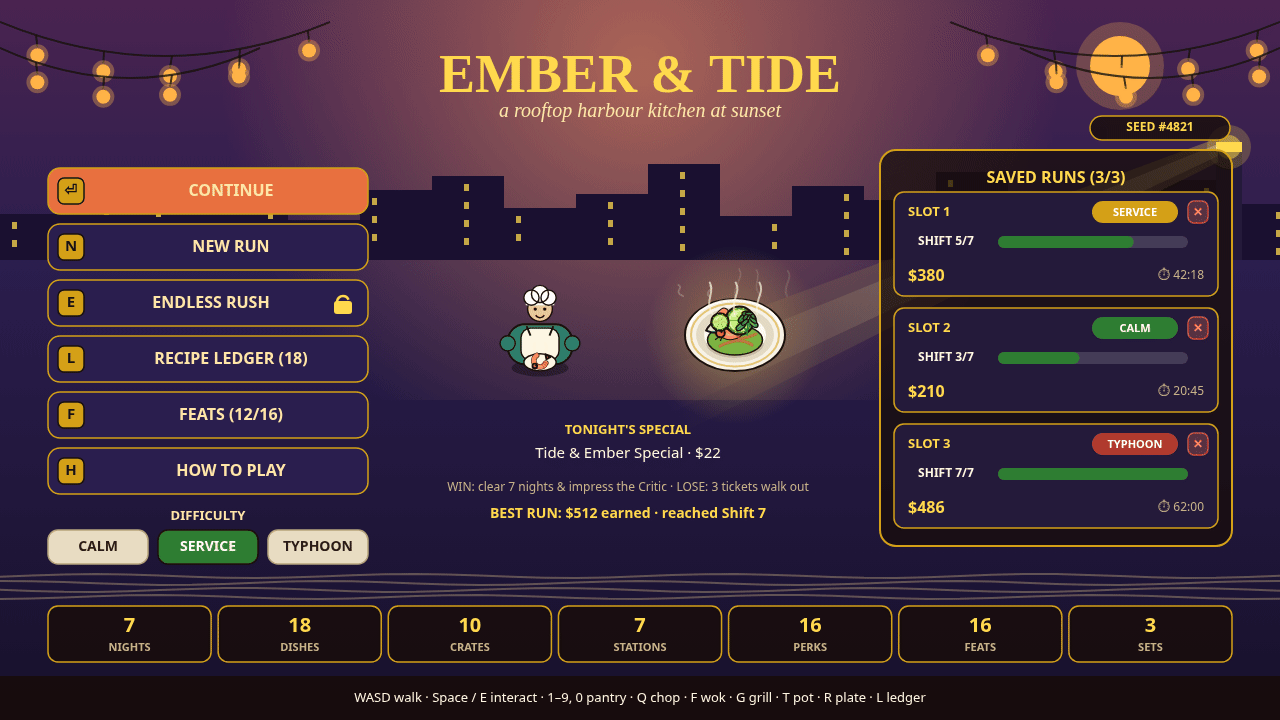 EMBER & TIDE
a rooftop harbour kitchen at sunset
SEED #4821
⏎ CONTINUE
N NEW RUN
E ENDLESS RUSH
L RECIPE LEDGER (18)
F FEATS (12/16)
H HOW TO PLAY
DIFFICULTY
CALM SERVICE TYPHOON
TONIGHT'S SPECIAL
Tide & Ember Special · $22
WIN: clear 7 nights & impress the Critic · LOSE: 3 tickets walk out
BEST RUN: $512 earned · reached Shift 7
SAVED RUNS (3/3)
SLOT 1 SERVICE ×
SHIFT 5/7
$380 ⏱ 42:18
SLOT 2 CALM ×
SHIFT 3/7
$210 ⏱ 20:45
SLOT 3 TYPHOON ×
SHIFT 7/7
$486 ⏱ 62:00
7 18 10 7 16 16 3
NIGHTS DISHES CRATES STATIONS PERKS FEATS SETS
WASD walk · Space / E interact · 1–9, 0 pantry · Q chop · F wok · G grill · T pot · R plate · L ledger